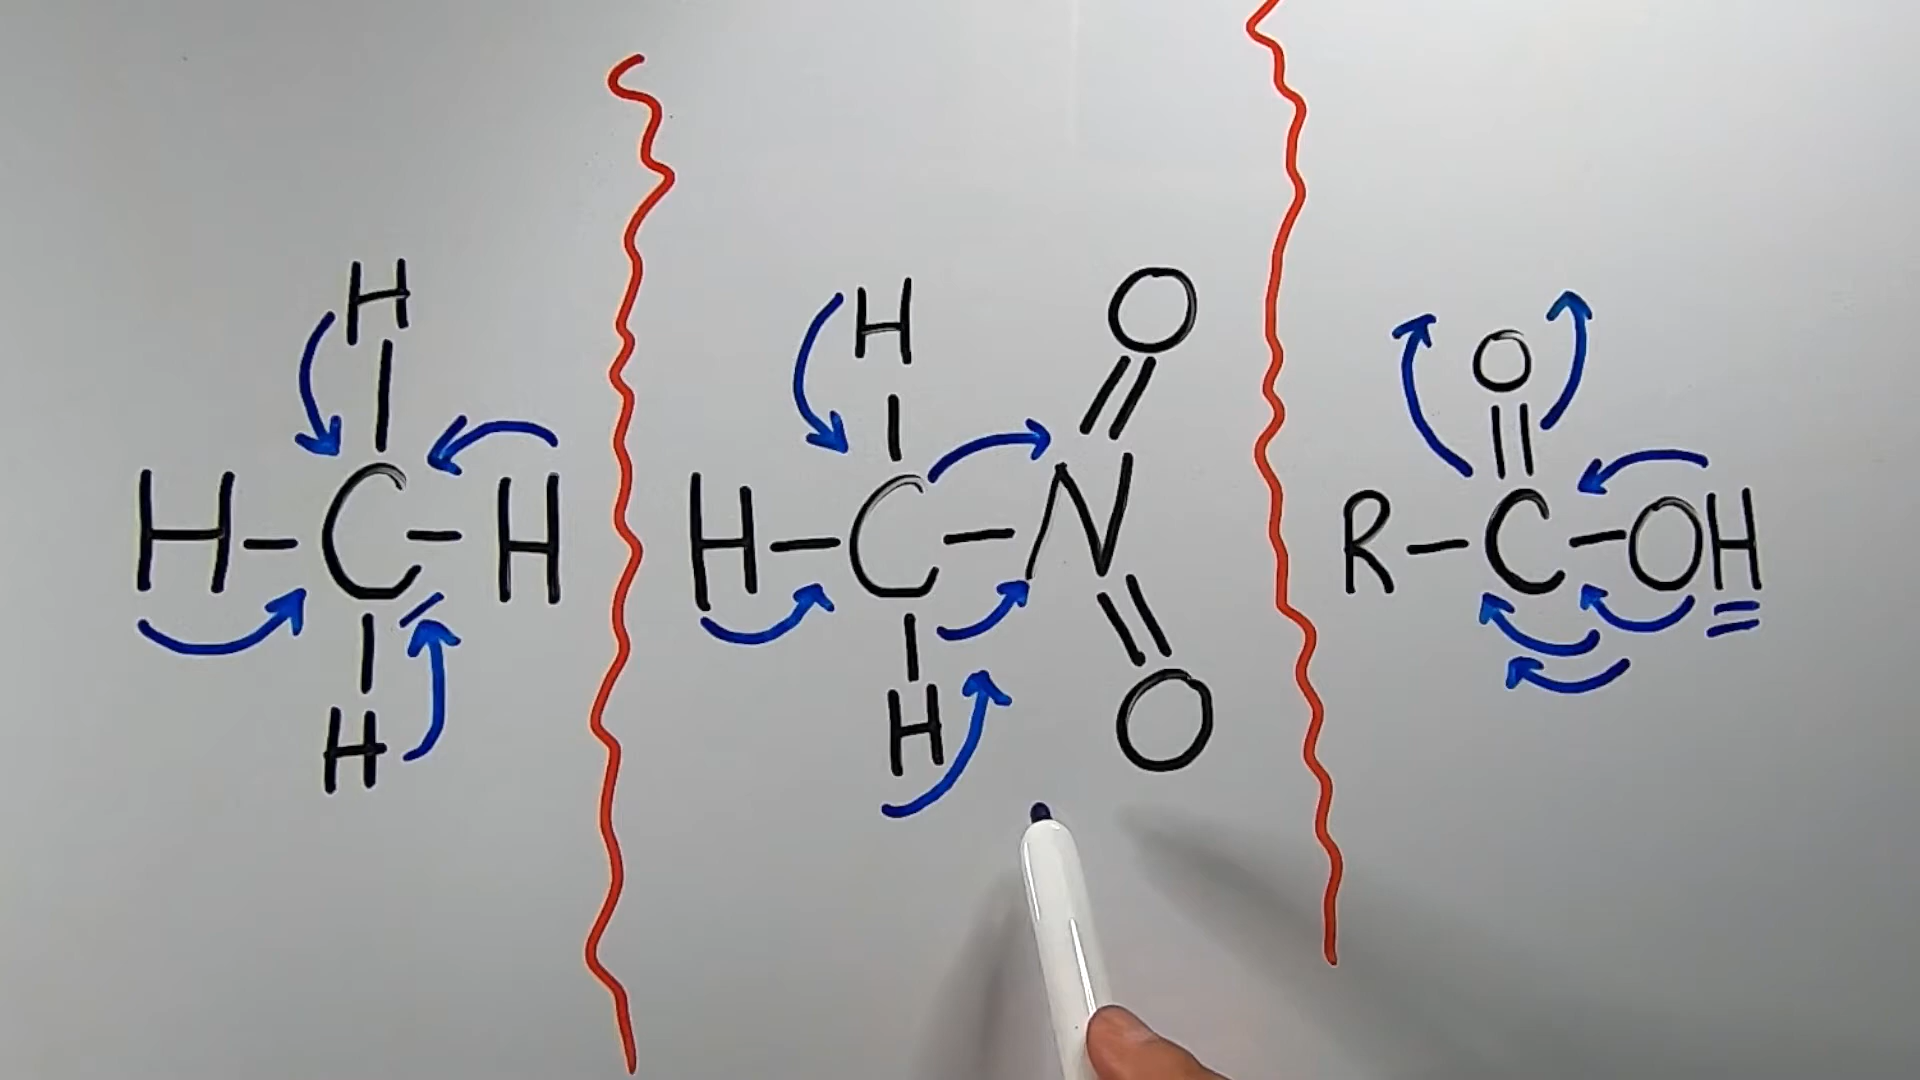 H
H-C-H
H
H O
H-C-N
H O
O
R-C-OH